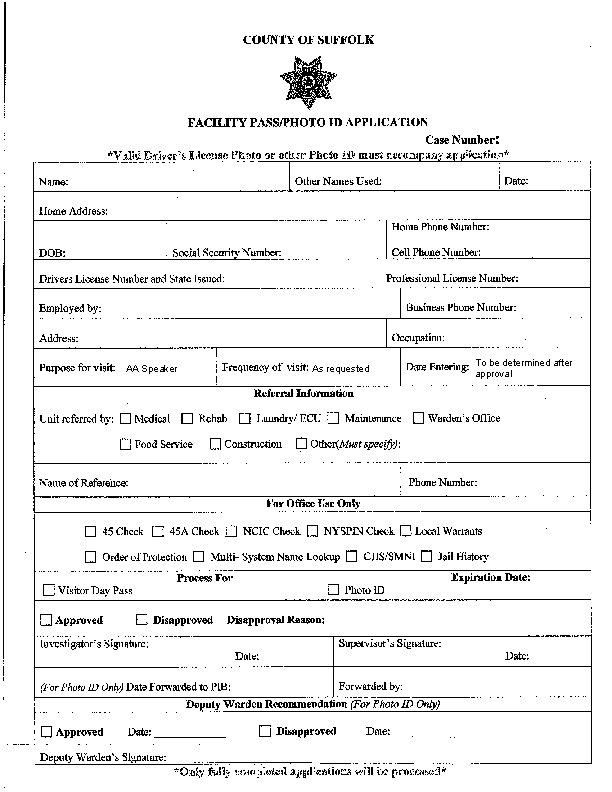 COUNTY OF SUFFOLK
FACILITY PASS/PHOTO ID APPLICATION
Case Number:
*Valid Driver's License Photo or other Photo ID must accompany application*
Name: Other Names Used: Date:
Home Address:
Home Phone Number:
DOB: Social Security Number: Cell Phone Number:
Drivers License Number and State Issued: Professional License Number:
Employed by: Business Phone Number:
Address: Occupation:
Purpose for visit: AA Speaker Frequency of visit: As requested Date Entering: To be determined after
approval
Referral Information
Unit referred by: Medical Rehab Laundry/ ECU Maintenance Warden's Office
Food Service Construction Other(Must specify):
Name of Reference: Phone Number:
For Office Use Only
45 Check 45A Check NCIC Check NYSPIN Check Local Warrants
Order of Protection Multi- System Name Lookup CJIS/SMNI Jail History
Process For Expiration Date:
Visitor Day Pass Photo ID
Approved Disapproved Disapproval Reason:
Investigator's Signature: Supervisor's Signature:
Date: Date:
(For Photo ID Only) Date Forwarded to PIB: Forwarded by:
Deputy Warden Recommendation (For Photo ID Only)
Approved Date: Disapproved Date:
Deputy Warden's Signature:
*Only fully completed applications will be processed*